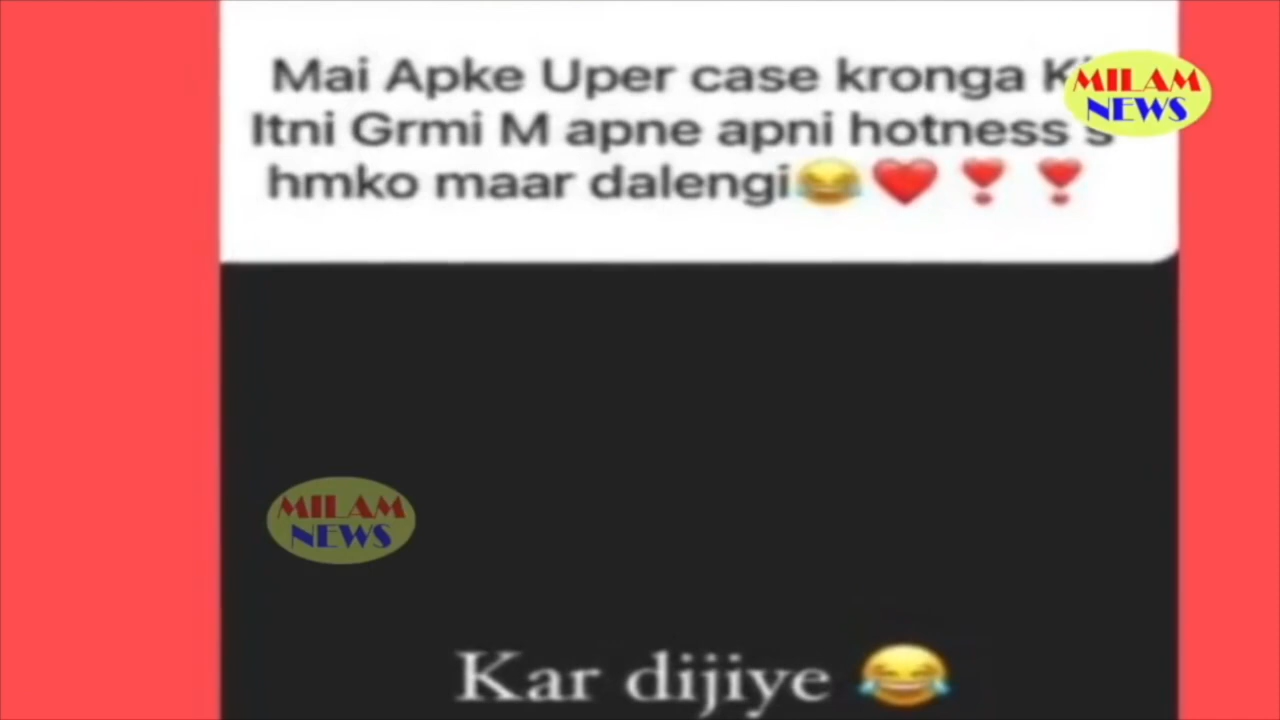 Mai Apke Uper case kronga
Itni Grmi M apne apni hotness s
hmko maar dalengi😂❤️❣️❣️
MILAM
NEWS
MILAM
NEWS
Kar dijiye 😂